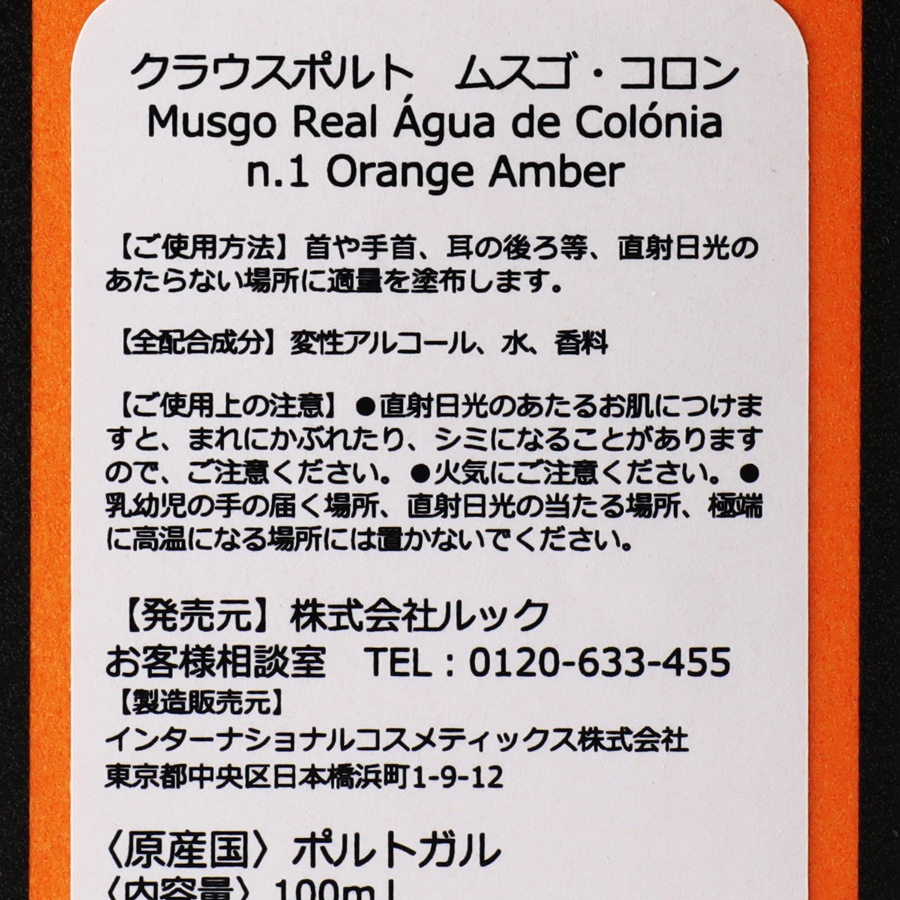 クラウスポルト　ムスゴ・コロン
Musgo Real Água de Colónia
n.1 Orange Amber
【ご使用方法】首や手首、耳の後ろ等、直射日光の
あたらない場所に適量を塗布します。
【全配合成分】変性アルコール、水、香料
【ご使用上の注意】●直射日光のあたるお肌につけま
すと、まれにかぶれたり、シミになることがあります
ので、ご注意ください。●火気にご注意ください。●
乳幼児の手の届く場所、直射日光の当たる場所、極端
に高温になる場所には置かないでください。
【発売元】株式会社ルック
お客様相談室　TEL：0120-633-455
【製造販売元】
インターナショナルコスメティックス株式会社
東京都中央区日本橋浜町1-9-12
〈原産国〉ポルトガル
〈内容量〉100mL